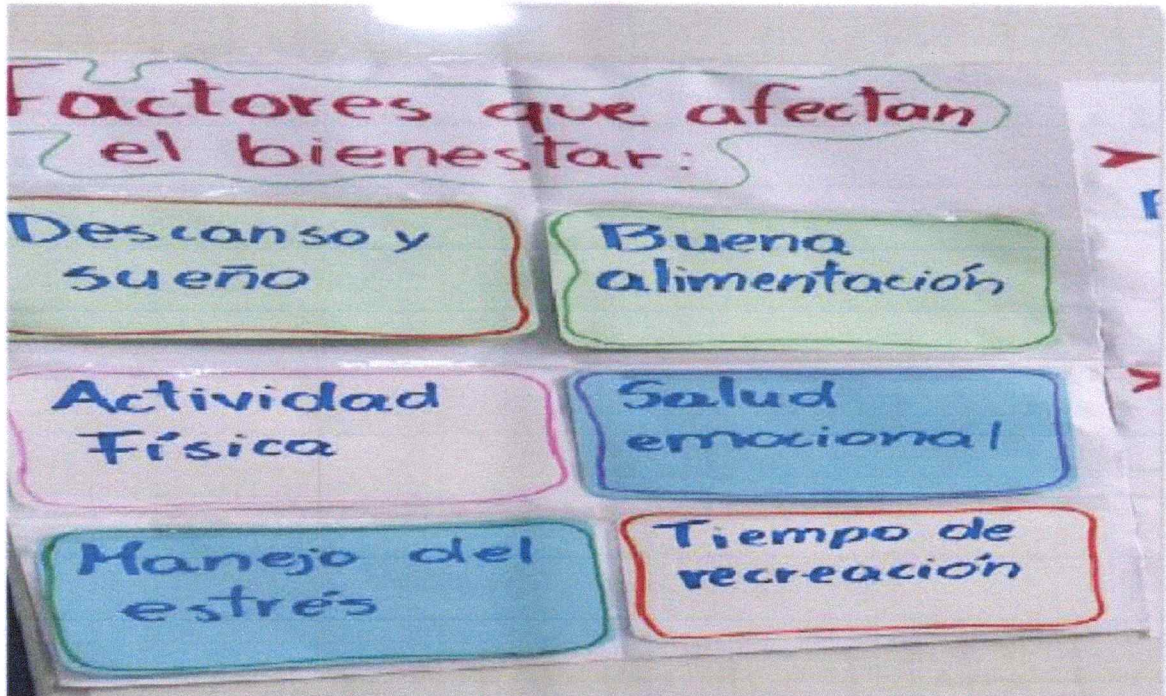 Factores que afectan
el bienestar:
Descanso y
sueño
Buena
alimentación
Actividad
Física
Salud
emocional
Manejo del
estrés
Tiempo de
recreación